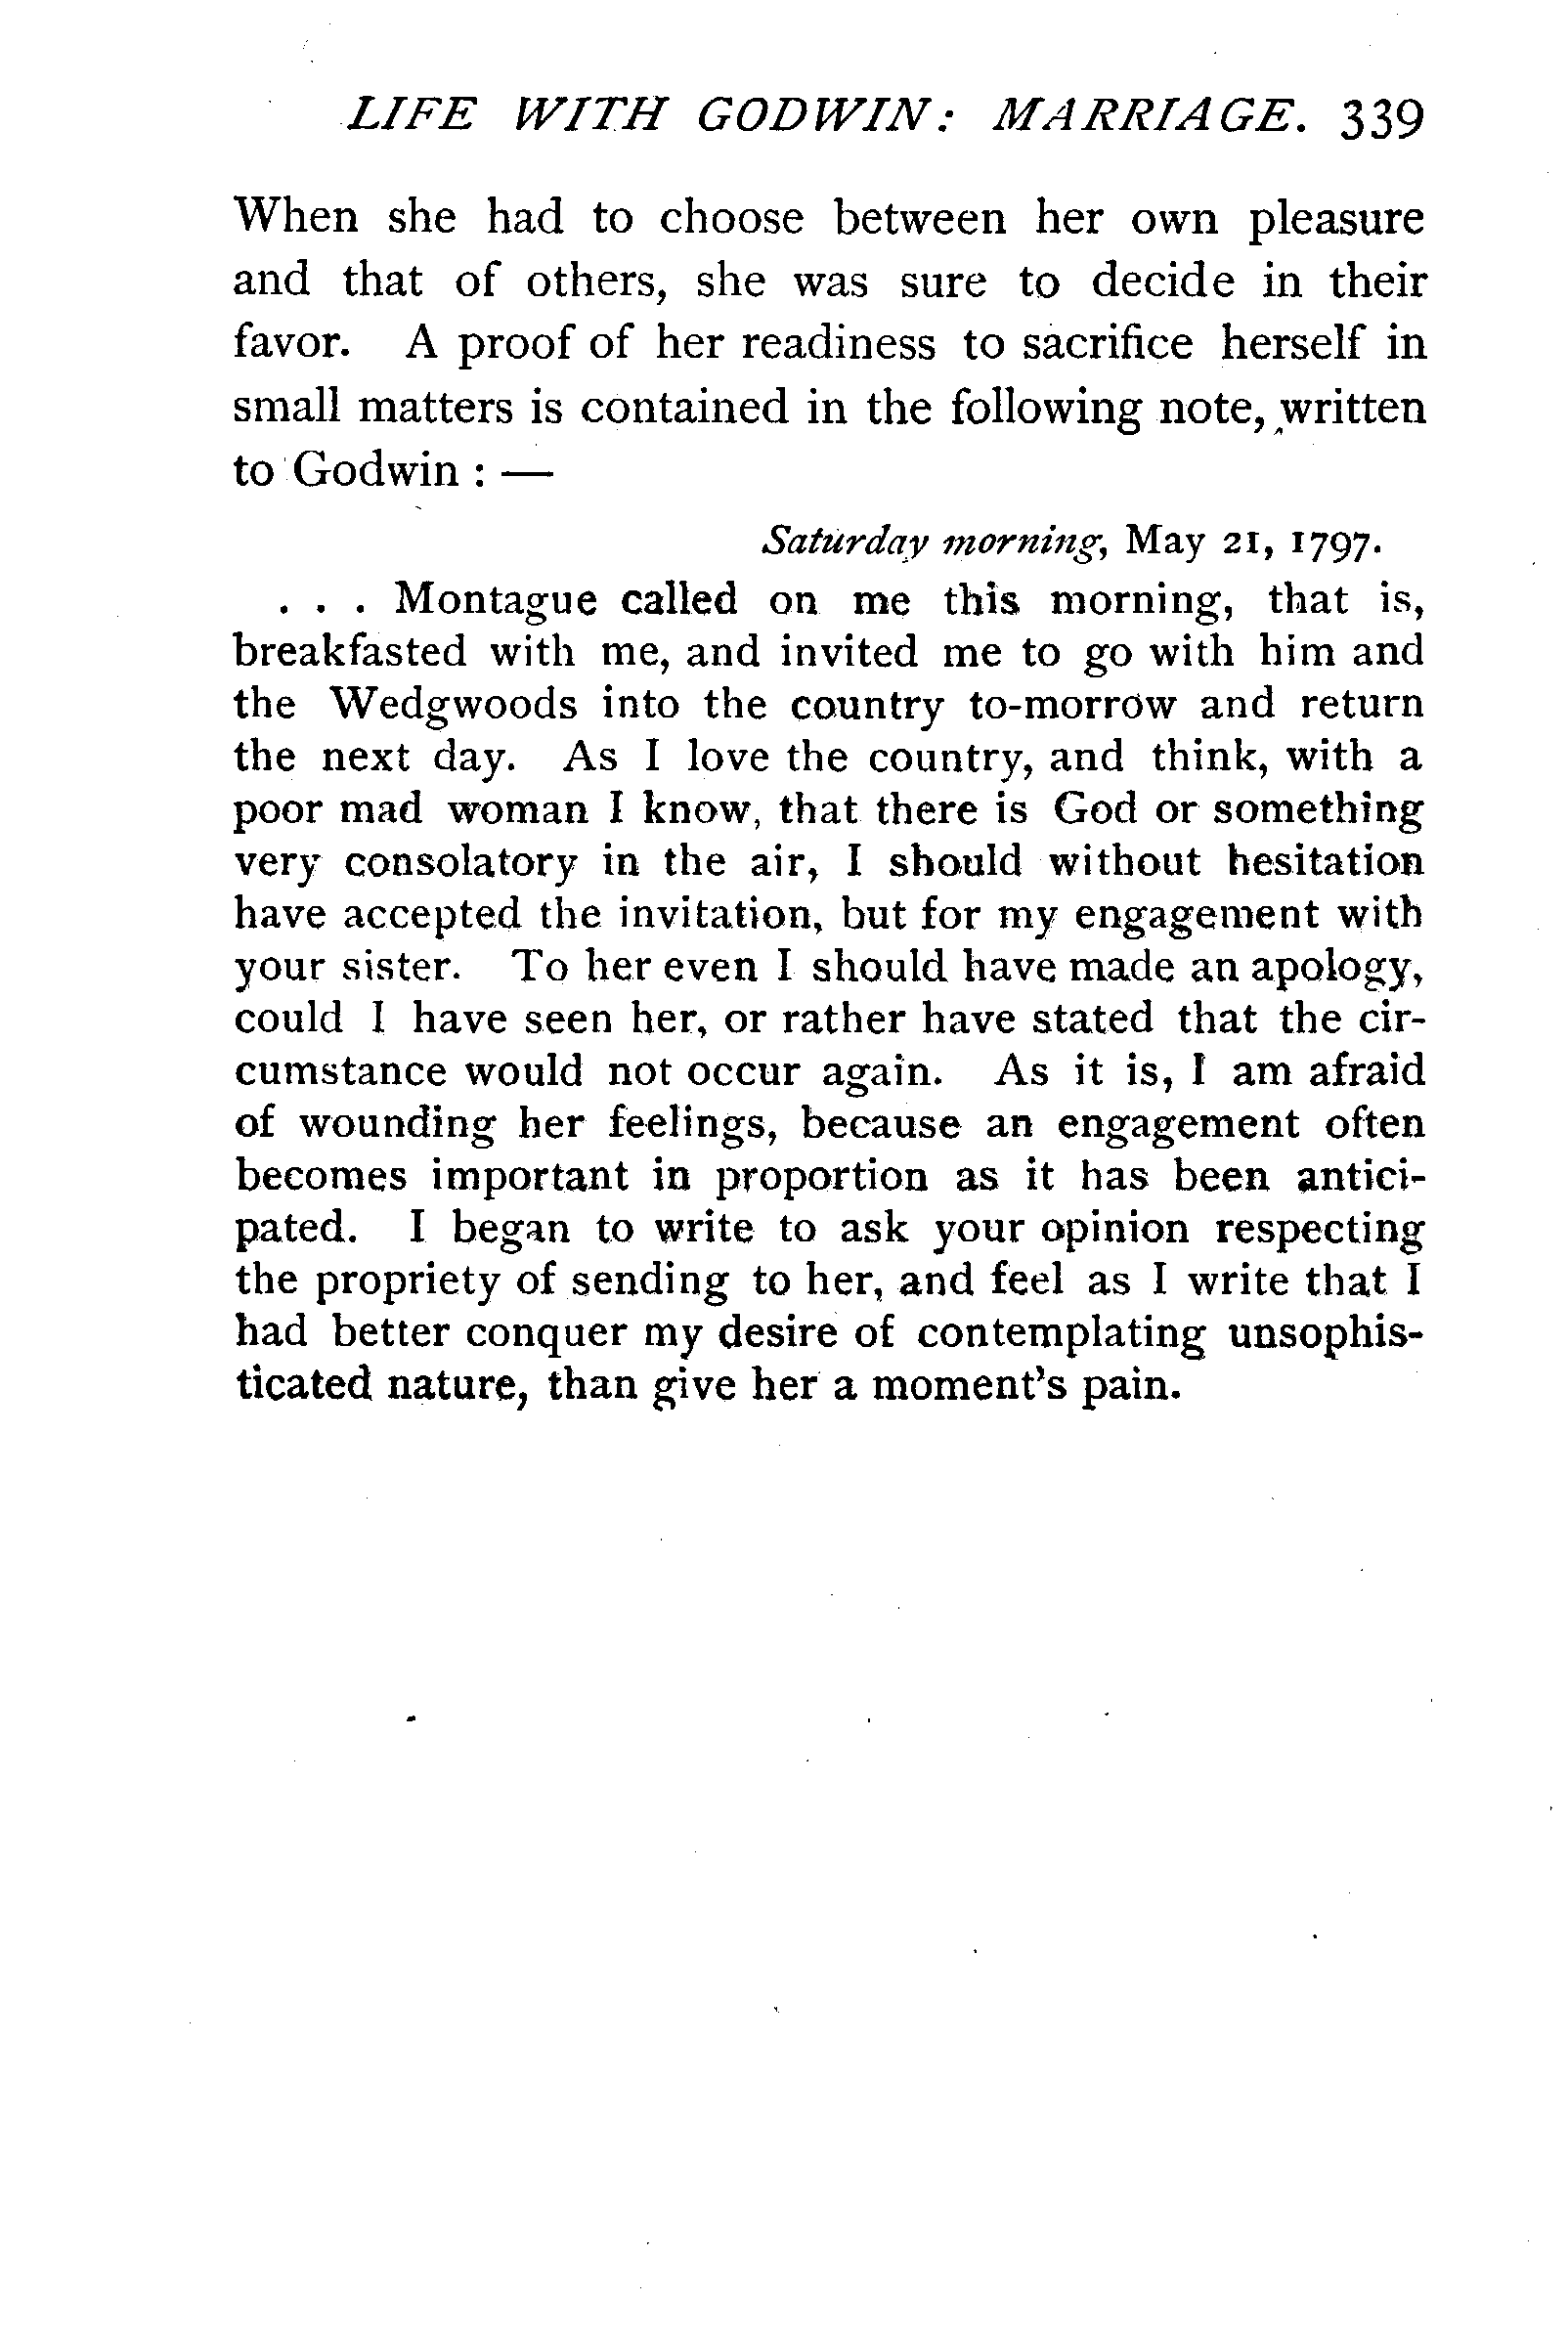 LIFE WITH GODWIN: MARRIAGE. 339
When she had to choose between her own pleasure
and that of others, she was sure to decide in their
favor. A proof of her readiness to sacrifice herself in
small matters is contained in the following note, written
to Godwin : —
Saturday morning, May 21, 1797.
. . . Montague called on me this morning, that is,
breakfasted with me, and invited me to go with him and
the Wedgwoods into the country to-morrow and return
the next day. As I love the country, and think, with a
poor mad woman I know, that there is God or something
very consolatory in the air, I should without hesitation
have accepted the invitation, but for my engagement with
your sister. To her even I should have made an apology,
could I have seen her, or rather have stated that the cir-
cumstance would not occur again. As it is, I am afraid
of wounding her feelings, because an engagement often
becomes important in proportion as it has been antici-
pated. I began to write to ask your opinion respecting
the propriety of sending to her, and feel as I write that I
had better conquer my desire of contemplating unsophis-
ticated nature, than give her a moment's pain.